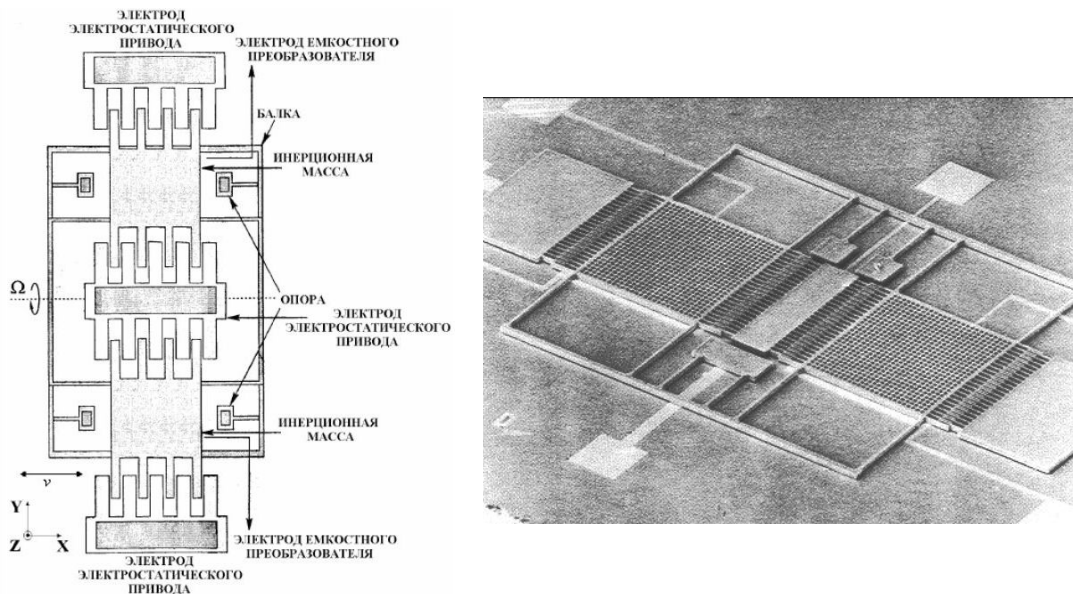 ЭЛЕКТРОД
ЭЛЕКТРОСТАТИЧЕСКОГО
ПРИВОДА
ЭЛЕКТРОД ЕМКОСТНОГО
ПРЕОБРАЗОВАТЕЛЯ
БАЛКА
ИНЕРЦИОННАЯ
МАССА
Ω
ОПОРА
ЭЛЕКТРОД
ЭЛЕКТРОСТАТИЧЕСКОГО
ПРИВОДА
ИНЕРЦИОННАЯ
МАССА
ν
Y
Z
X
ЭЛЕКТРОД ЕМКОСТНОГО
ПРЕОБРАЗОВАТЕЛЯ
ЭЛЕКТРОД
ЭЛЕКТРОСТАТИЧЕСКОГО
ПРИВОДА